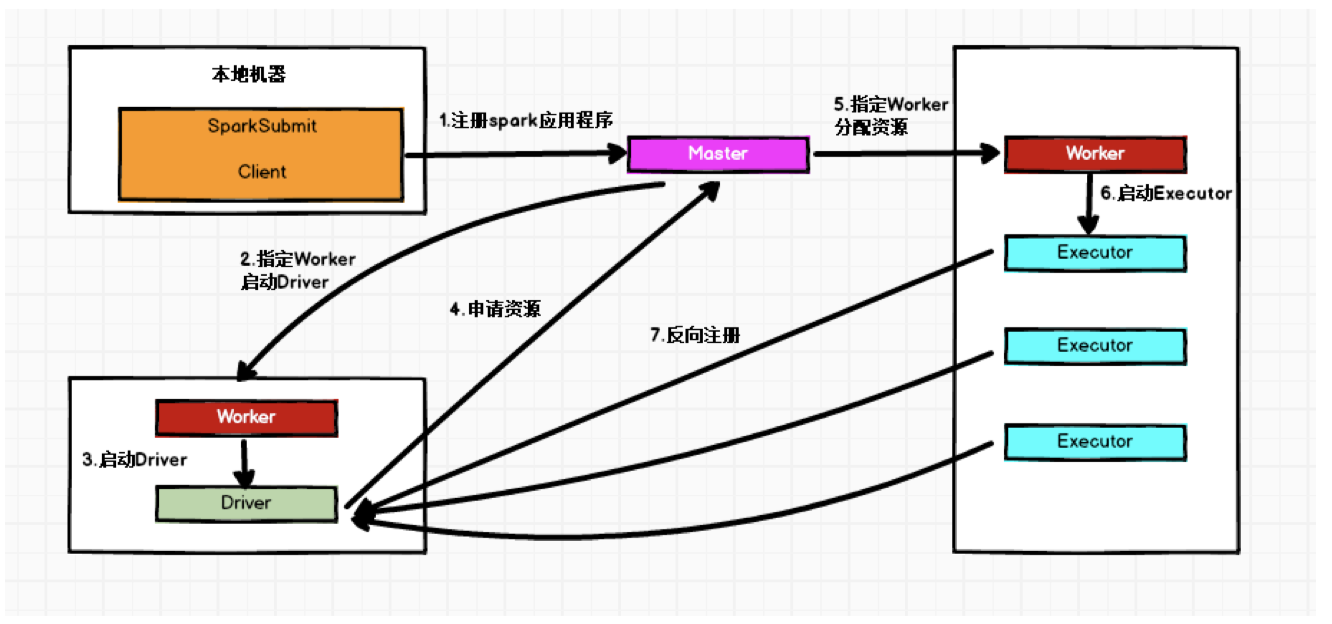 本地机器
SparkSubmit
Client
1.注册spark应用程序
Master
5.指定Worker
分配资源
Worker
6.启动Executor
Executor
2.指定Worker
启动Driver
4.申请资源
7.反向注册
Executor
Worker
3.启动Driver
Driver
Executor